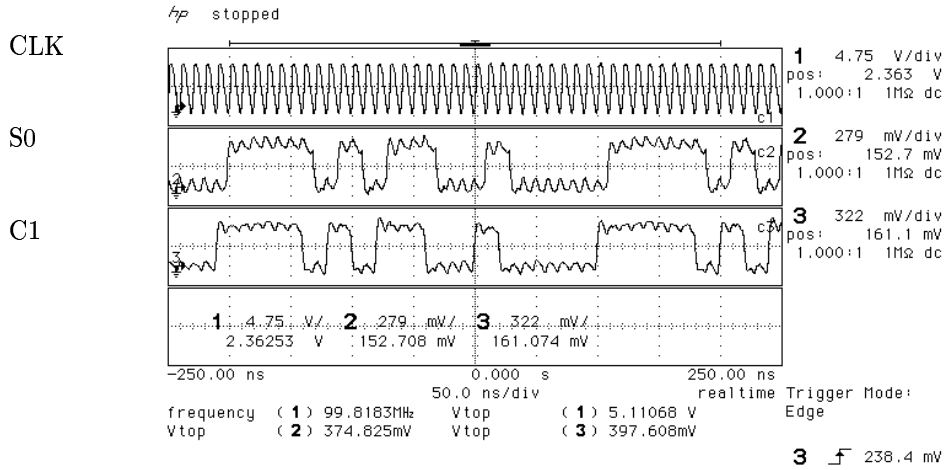 hp stopped
CLK
1 4.75 V/div
pos: 2.363 V
1.000:1 1MΩ dc
c1
S0
2 279 mV/div
pos: 152.7 mV
1.000:1 1MΩ dc
c2
2
C1
3 322 mV/div
pos: 161.1 mV
1.000:1 1MΩ dc
c3
3
1 4.75 V/ 2 279 mV/ 3 322 mV/
2.36253 V 152.708 mV 161.074 mV
-250.00 ns 0.000 s 250.00 ns
50.0 ns/div realtime Trigger Mode:
Edge
frequency (1) 99.8183MHz Vtop (1) 5.11068 V
Vtop (2) 374.825mV Vtop (3) 397.608mV
3 238.4 mV